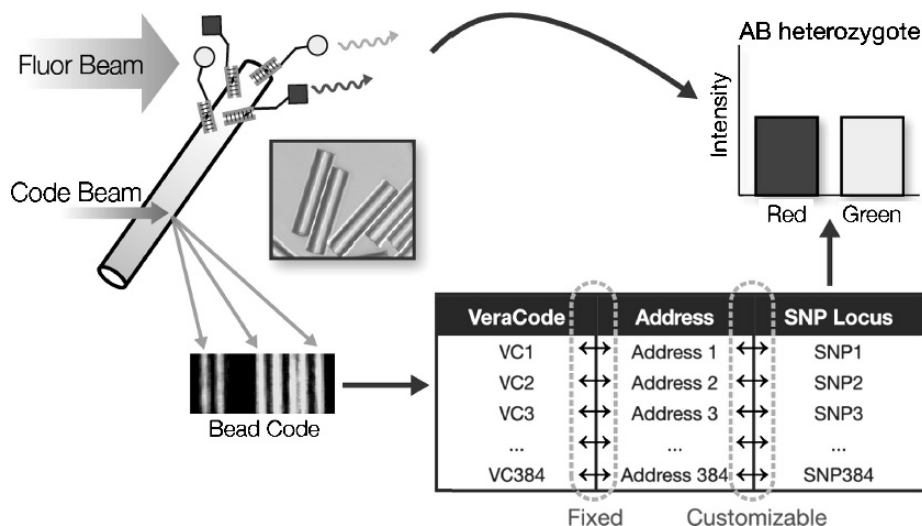 Fluor Beam
Code Beam
Bead Code
AB heterozygote
Intensity
Red Green
VeraCode Address SNP Locus
VC1 Address 1 SNP1
VC2 Address 2 SNP2
VC3 Address 3 SNP3
... ... ...
VC384 Address 384 SNP384
Fixed Customizable